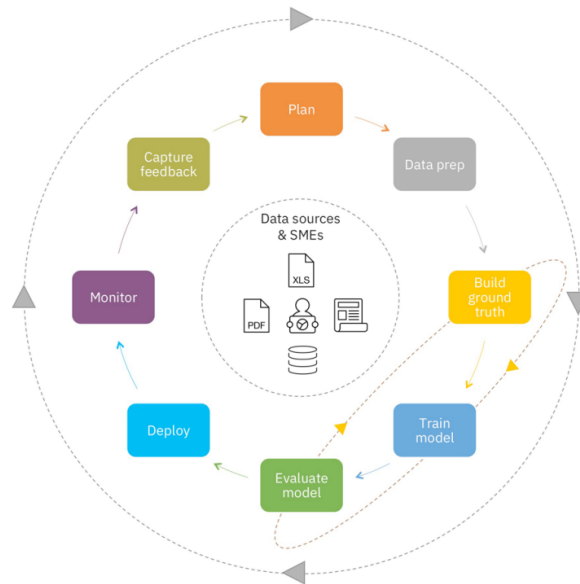 Plan
Data prep
Build
ground
truth
Train
model
Evaluate
model
Deploy
Monitor
Capture
feedback
Data sources
& SMEs
XLS
PDF